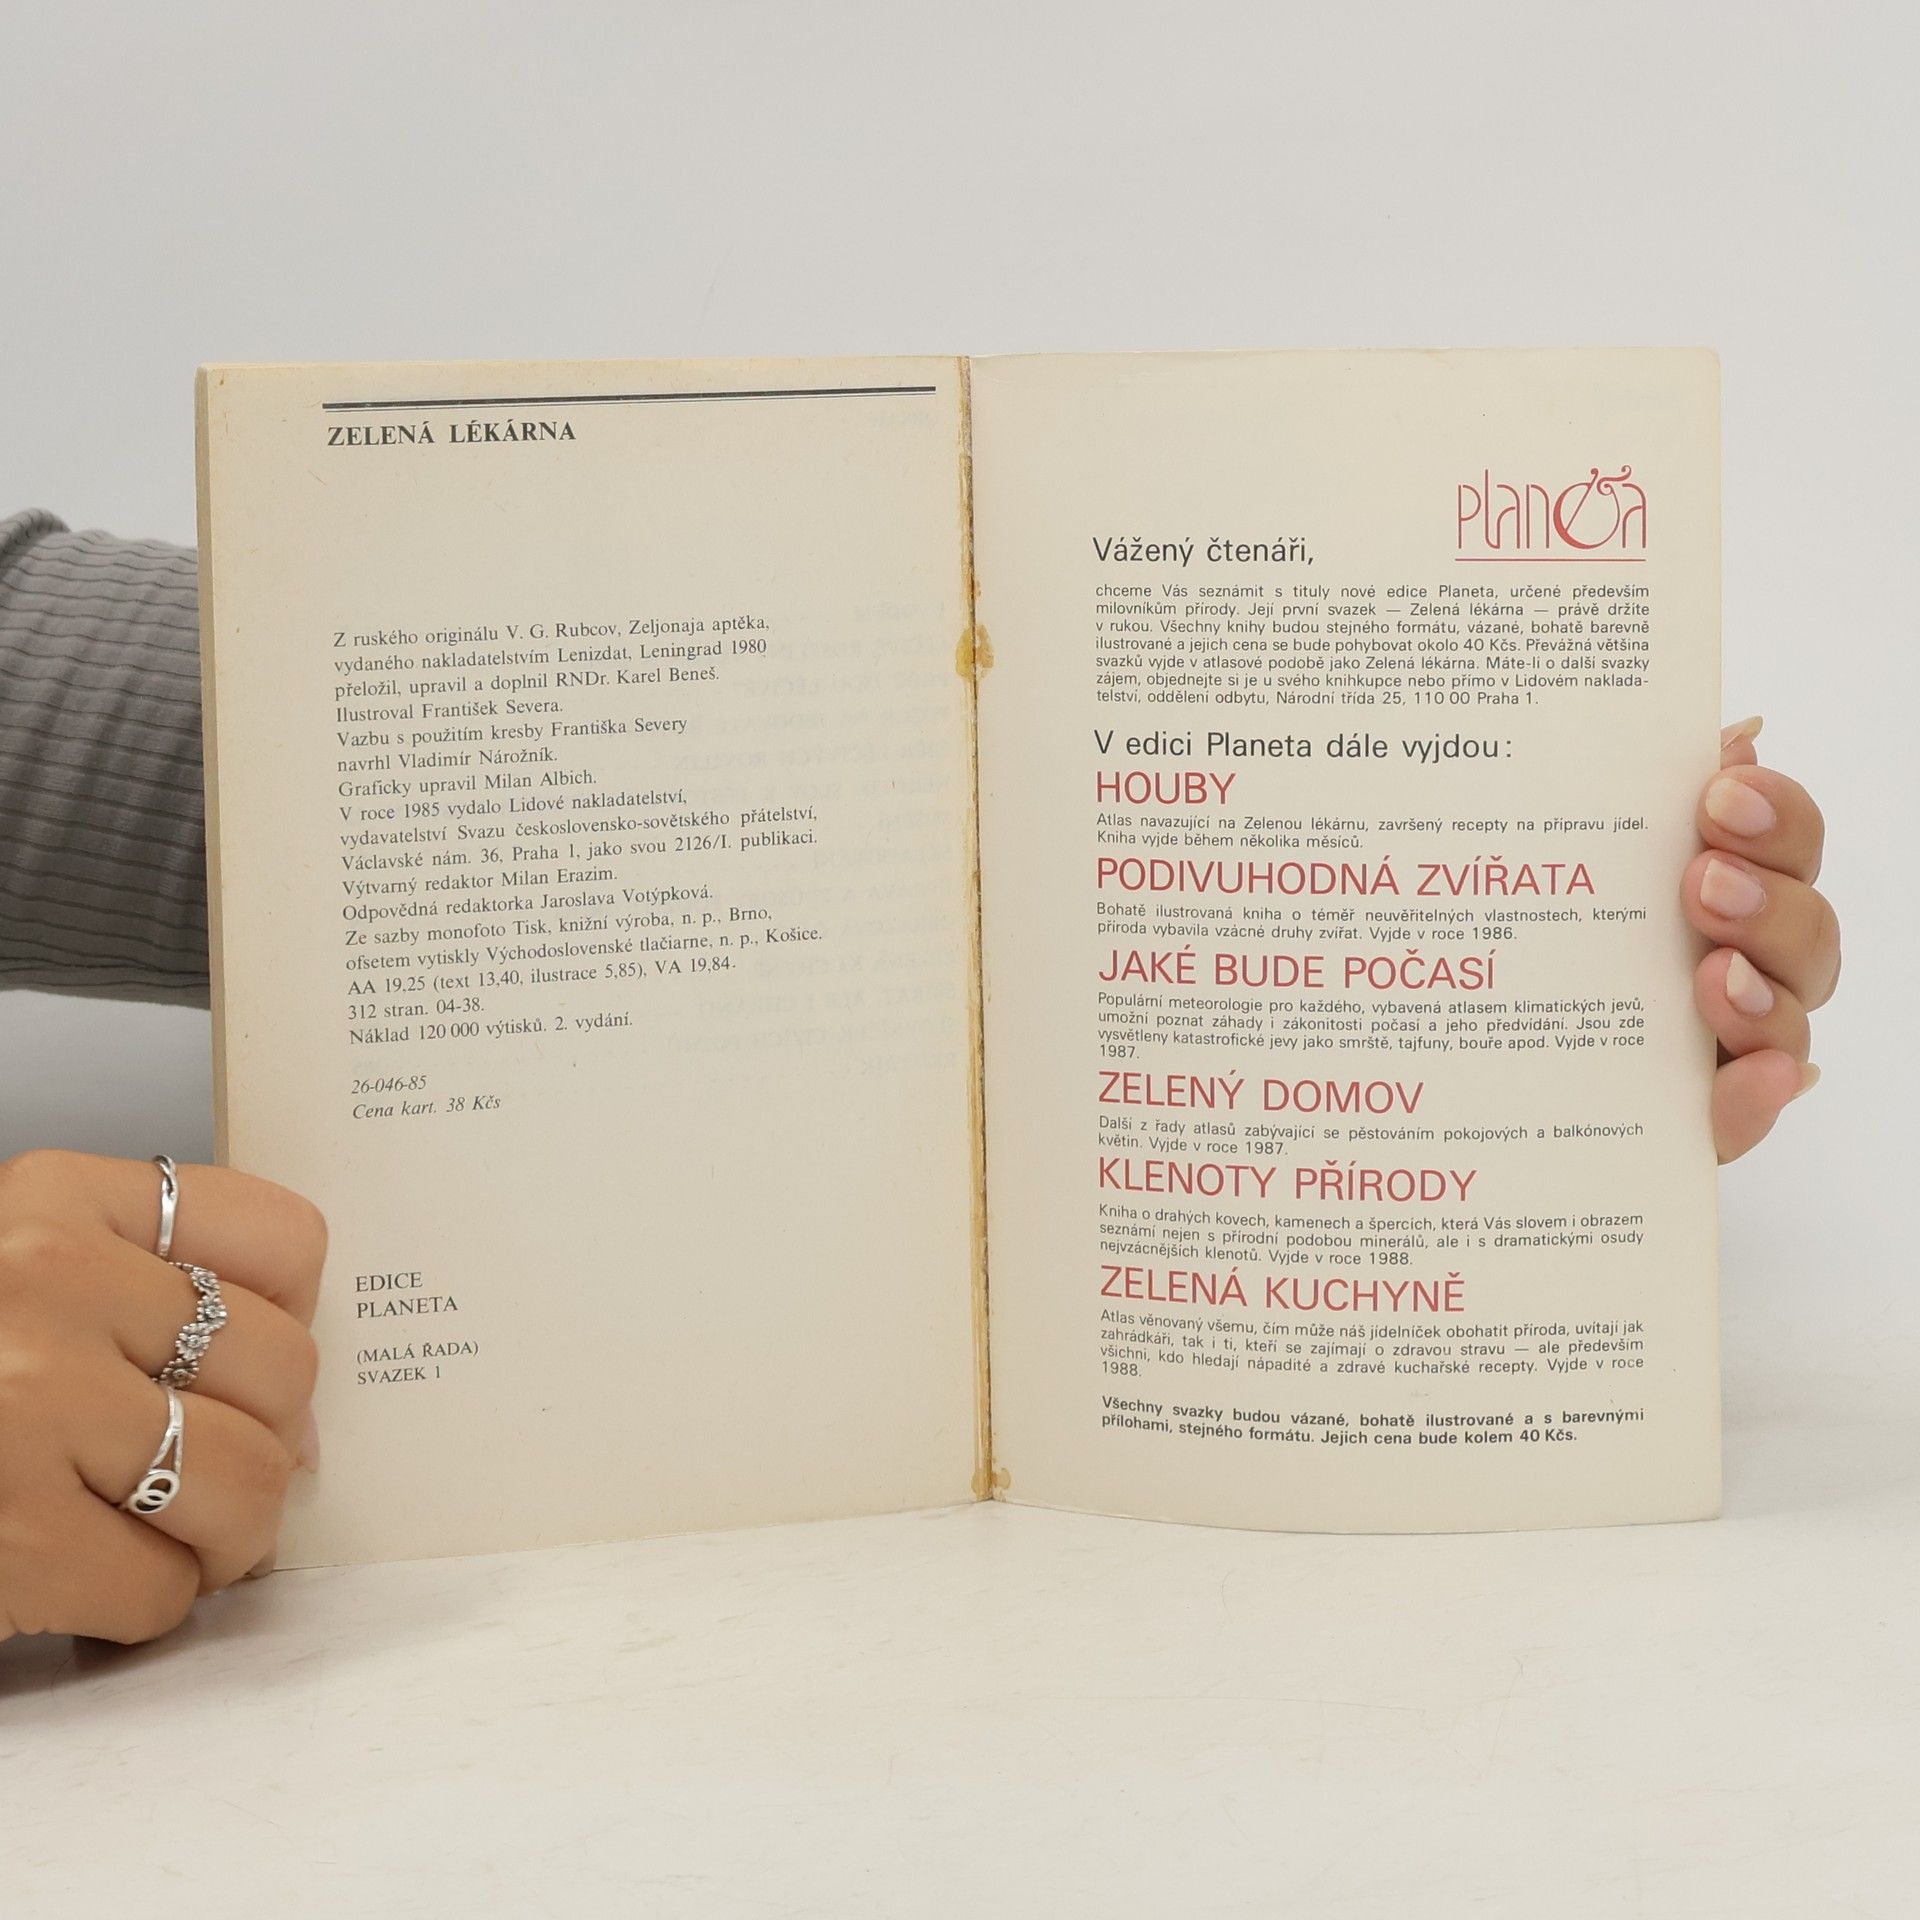 ZELENÁ LÉKÁRNA
Z ruského originálu V. G. Rubcov, Zeljonaja aptěka,
vydaného nakladatelstvím Lenizdat, Leningrad 1980
přeložil, upravil a doplnil RNDr. Karel Beneš.
Ilustroval František Severa.
Vazbu s použitím kresby Františka Severy
navrhl Vladimír Nárožník.
Graficky upravil Milan Albich.
V roce 1985 vydalo Lidové nakladatelství,
vydavatelství Svazu československo-sovětského přátelství,
Václavské nám. 36, Praha 1, jako svou 2126/I. publikaci.
Výtvarný redaktor Milan Erazim.
Odpovědná redaktorka Jaroslava Votýpková.
Ze sazby monofoto Tisk, knižní výroba, n. p., Brno,
ofsetem vytiskly Východoslovenské tlačiarne, n. p., Košice.
AA 19,25 (text 13,40, ilustrace 5,85), VA 19,84.
312 stran. 04-38.
Náklad 120 000 výtisků. 2. vydání.
26-046-85
Cena kart. 38 Kčs
EDICE
PLANETA
(MALÁ ŘADA)
SVAZEK 1
planeta
Vážený čtenáři,
chceme Vás seznámit s tituly nové edice Planeta, určené především
milovníkům přírody. Její první svazek — Zelená lékárna — právě držíte
v rukou. Všechny knihy budou stejného formátu, vázané, bohatě barevně
ilustrované a jejich cena se bude pohybovat okolo 40 Kčs. Převážná většina
svazků vyjde v atlasové podobě jako Zelená lékárna. Máte-li o další svazky
zájem, objednejte si je u svého knihkupce nebo přímo v Lidovém naklada-
telství, oddělení odbytu, Národní třída 25, 110 00 Praha 1.
V edici Planeta dále vyjdou:
HOUBY
Atlas navazující na Zelenou lékárnu, završený recepty na přípravu jídel.
Kniha vyjde během několika měsíců.
PODIVUHODNÁ ZVÍŘATA
Bohatě ilustrovaná kniha o téměř neuvěřitelných vlastnostech, kterými
příroda vybavila vzácné druhy zvířat. Vyjde v roce 1986.
JAKÉ BUDE POČASÍ
Populární meteorologie pro každého, vybavená atlasem klimatických jevů,
umožní poznat záhady i zákonitosti počasí a jeho předvídání. Jsou zde
vysvětleny katastrofické jevy jako smrště, tajfuny, bouře apod. Vyjde v roce
1987.
ZELENÝ DOMOV
Další z řady atlasů zabývající se pěstováním pokojových a balkónových
květin. Vyjde v roce 1987.
KLENOTY PŘÍRODY
Kniha o drahých kovech, kamenech a špercích, která Vás slovem i obrazem
seznámí nejen s přírodní podobou minerálů, ale i s dramatickými osudy
nejvzácnějších klenotů. Vyjde v roce 1988.
ZELENÁ KUCHYNĚ
Atlas věnovaný všemu, čím může náš jídelníček obohatit příroda, uvítají jak
zahrádkáři, tak i ti, kteří se zajímají o zdravou stravu — ale především
všichni, kdo hledají nápadité a zdravé kuchařské recepty. Vyjde v roce
1988.
Všechny svazky budou vázané, bohatě ilustrované a s barevnými
přílohami, stejného formátu. Jejich cena bude kolem 40 Kčs.